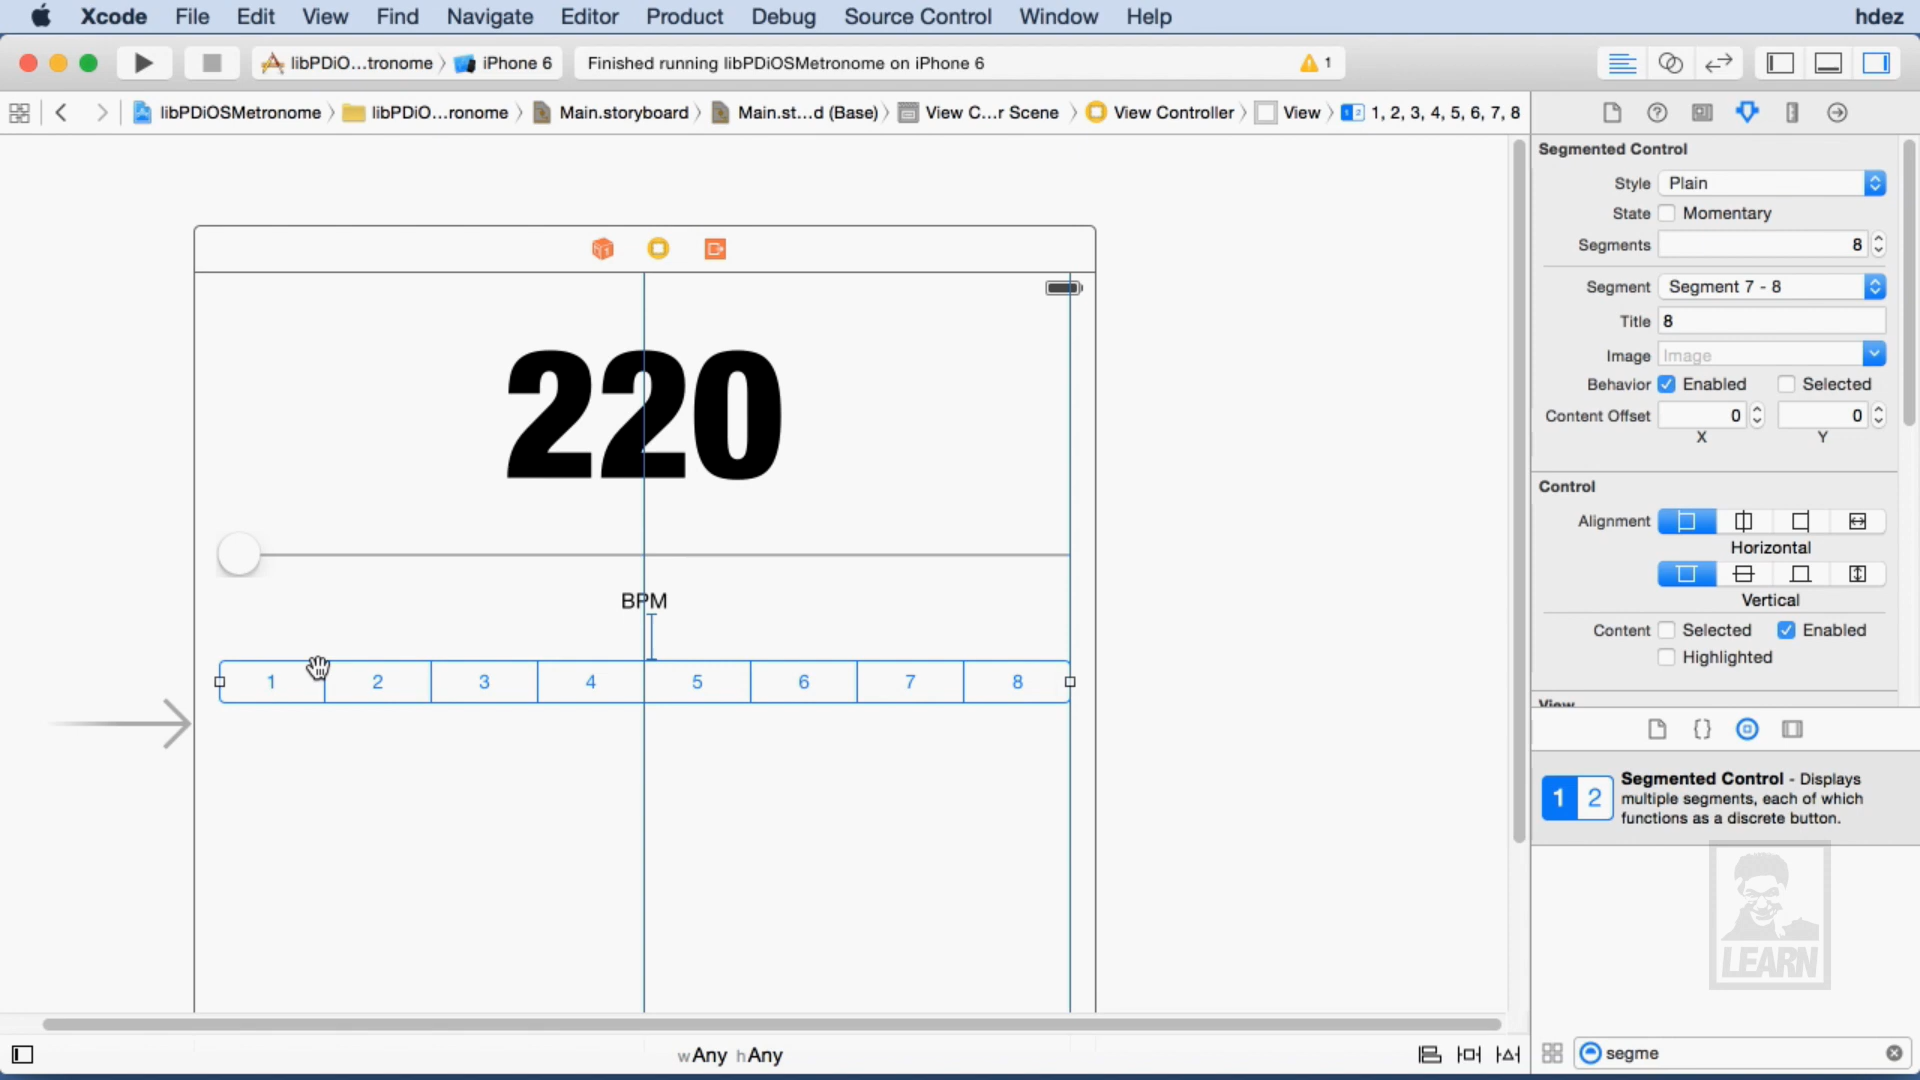 Xcode File Edit View Find Navigate Editor Product Debug Source Control Window Help hdez
libPDiO...tronome iPhone 6 Finished running libPDiOSMetronome on iPhone 6 1
libPDiOSMetronome libPDiO...ronome Main.storyboard Main.st...d (Base) View C...r Scene View Controller View 1, 2, 3, 4, 5, 6, 7, 8
220
BPM
1 2 3 4 5 6 7 8
wAny hAny
Segmented Control
Style Plain
State Momentary
Segments 8
Segment Segment 7 - 8
Title 8
Image Image
Behavior Enabled Selected
Content Offset 0 0
X Y
Control
Alignment
Horizontal
Vertical
Content Selected Enabled
Highlighted
View
1 2
Segmented Control - Displays
multiple segments, each of which
functions as a discrete button.
LEARN
segme